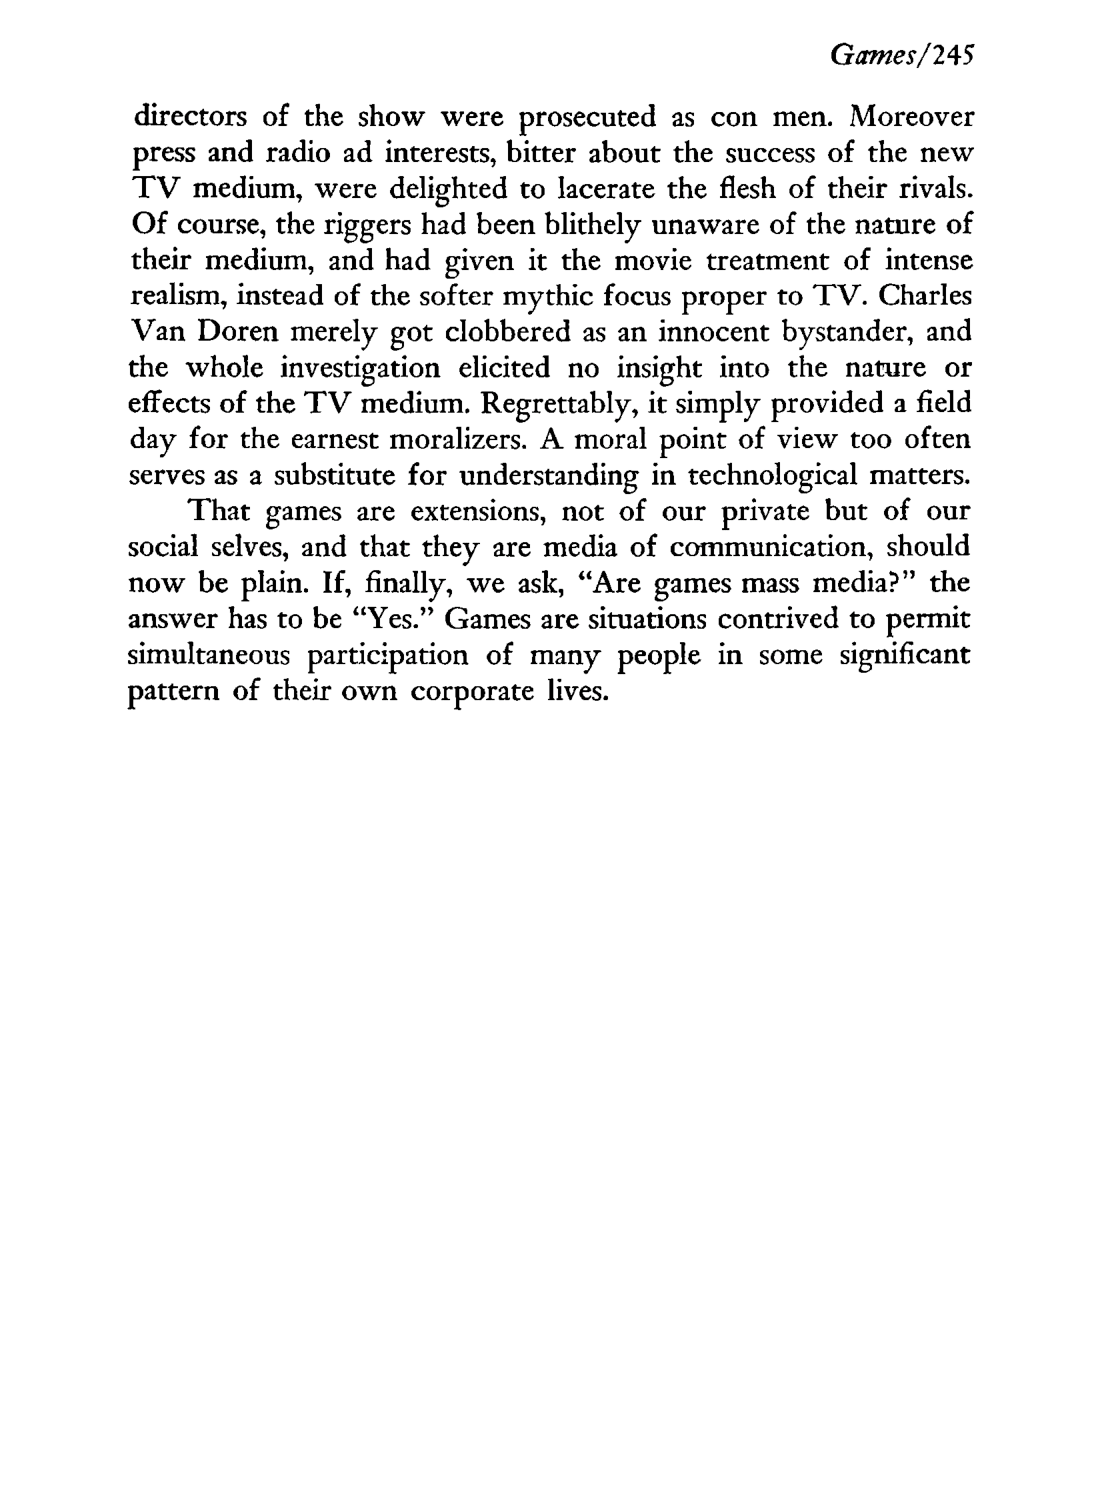 Games/245
directors of the show were prosecuted as con men. Moreover
press and radio ad interests, bitter about the success of the new
TV medium, were delighted to lacerate the flesh of their rivals.
Of course, the riggers had been blithely unaware of the nature of
their medium, and had given it the movie treatment of intense
realism, instead of the softer mythic focus proper to TV. Charles
Van Doren merely got clobbered as an innocent bystander, and
the whole investigation elicited no insight into the nature or
effects of the TV medium. Regrettably, it simply provided a field
day for the earnest moralizers. A moral point of view too often
serves as a substitute for understanding in technological matters.
That games are extensions, not of our private but of our
social selves, and that they are media of communication, should
now be plain. If, finally, we ask, “Are games mass media?” the
answer has to be “Yes.” Games are situations contrived to permit
simultaneous participation of many people in some significant
pattern of their own corporate lives.